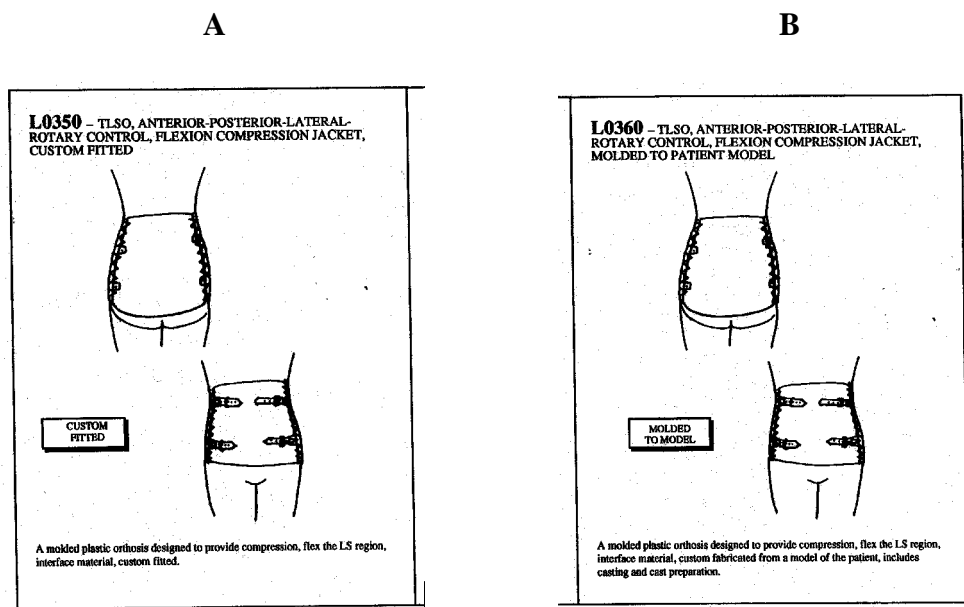 A
L0350 – TLSO, ANTERIOR-POSTERIOR-LATERAL-
ROTARY CONTROL, FLEXION COMPRESSION JACKET,
CUSTOM FITTED
CUSTOM
FITTED
A molded plastic orthosis designed to provide compression, flex the LS region,
interface material, custom fitted.
B
L0360 – TLSO, ANTERIOR-POSTERIOR-LATERAL-
ROTARY CONTROL, FLEXION COMPRESSION JACKET,
MOLDED TO PATIENT MODEL
MOLDED
TO MODEL
A molded plastic orthosis designed to provide compression, flex the LS region,
interface material, custom fabricated from a model of the patient, includes
casting and cast preparation.